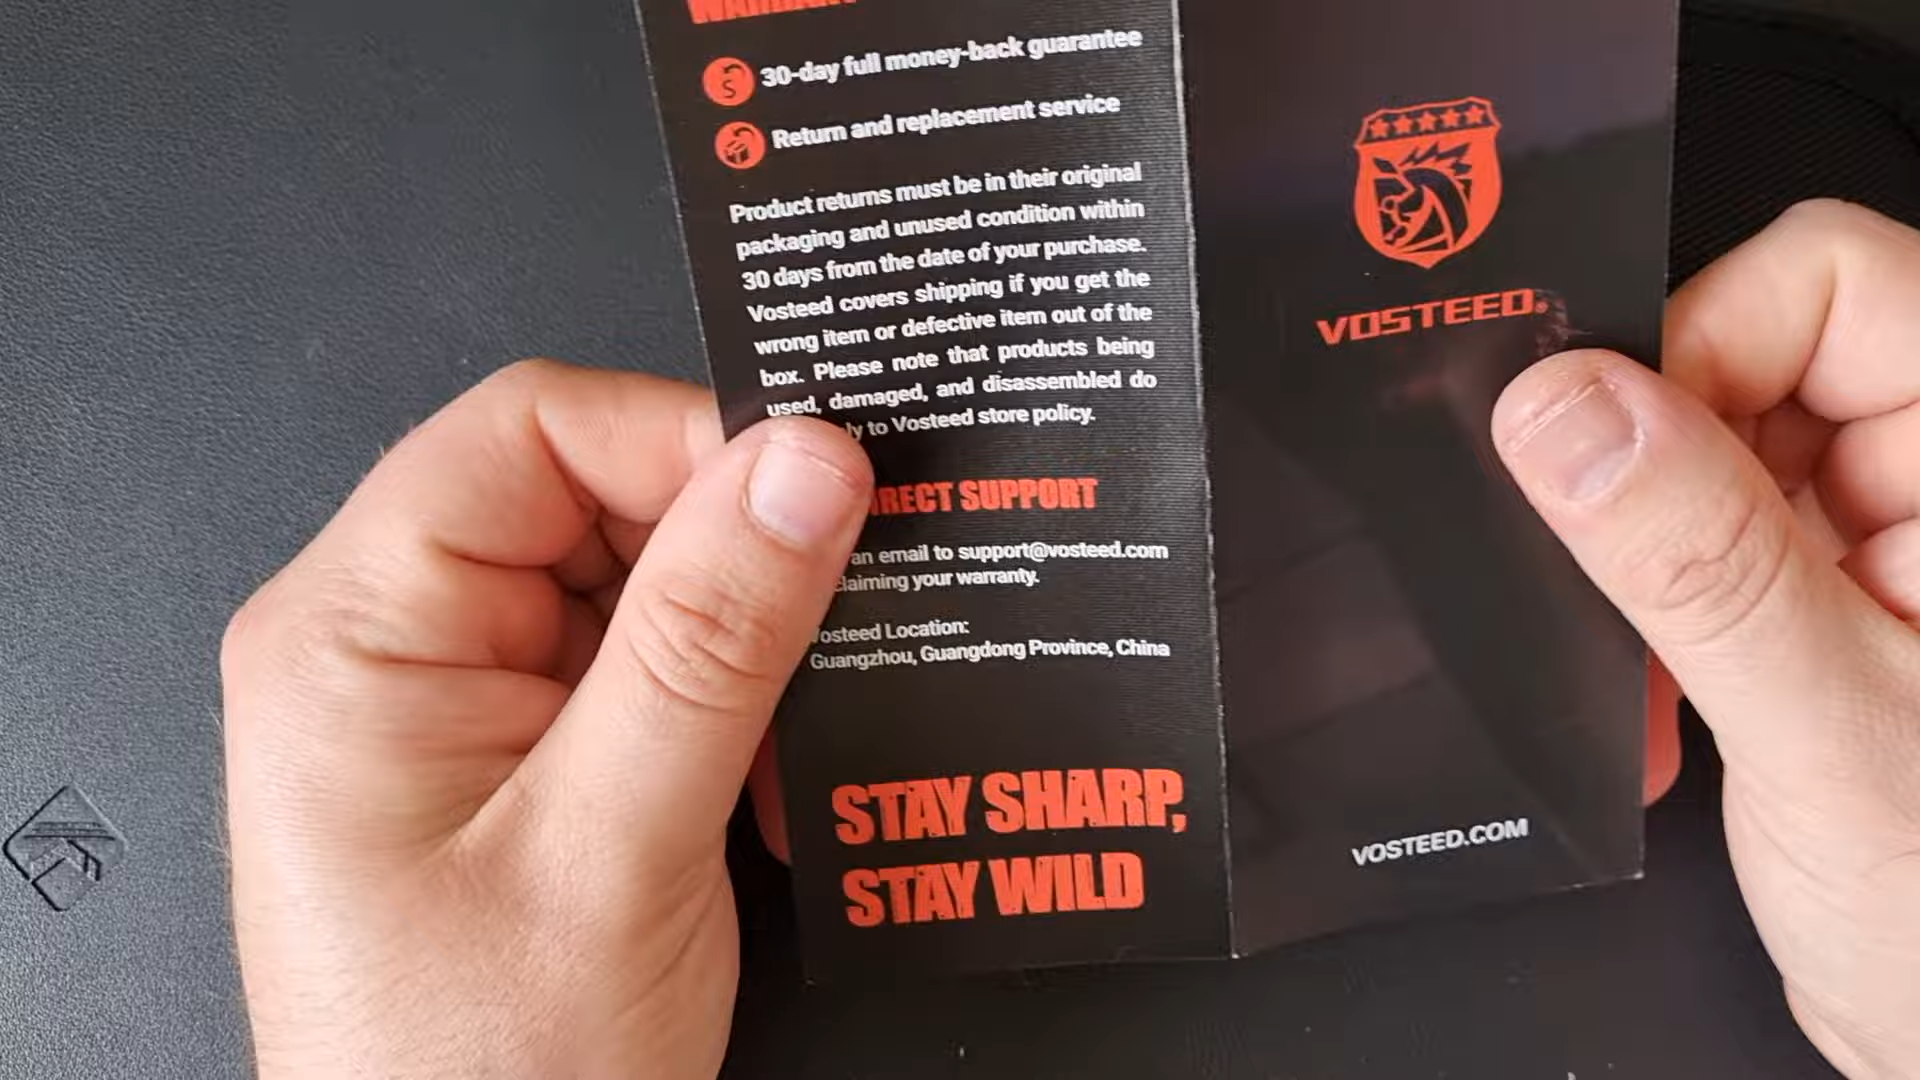 30-day full money-back guarantee
Return and replacement service
Product returns must be in their original
packaging and unused condition within
30 days from the date of your purchase.
Vosteed covers shipping if you get the
wrong item or defective item out of the
box. Please note that products being
used, damaged, and disassembled do
ly to Vosteed store policy.
RECT SUPPORT
an email to support@vosteed.com
claiming your warranty.
Vosteed Location:
Guangzhou, Guangdong Province, China
STAY SHARP,
STAY WILD
VOSTEED®
VOSTEED.COM